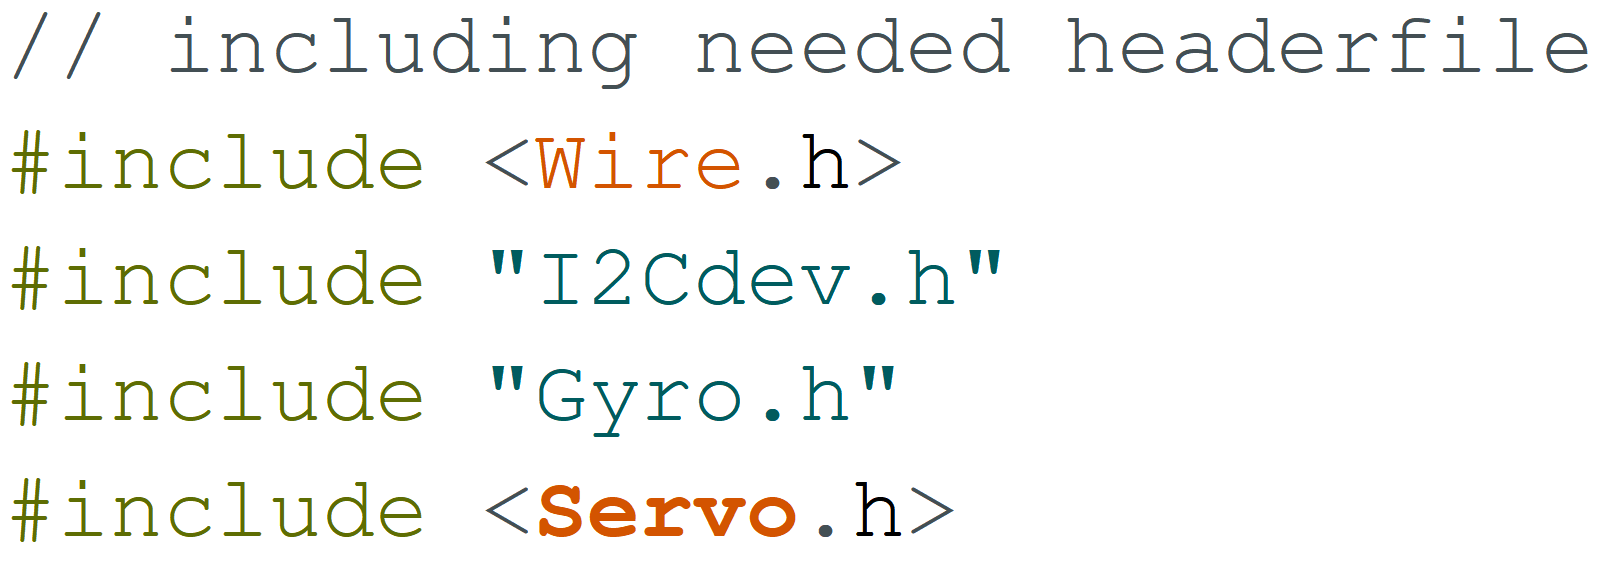 // including needed headerfile
#include <Wire.h>
#include "I2Cdev.h"
#include "Gyro.h"
#include <Servo.h>